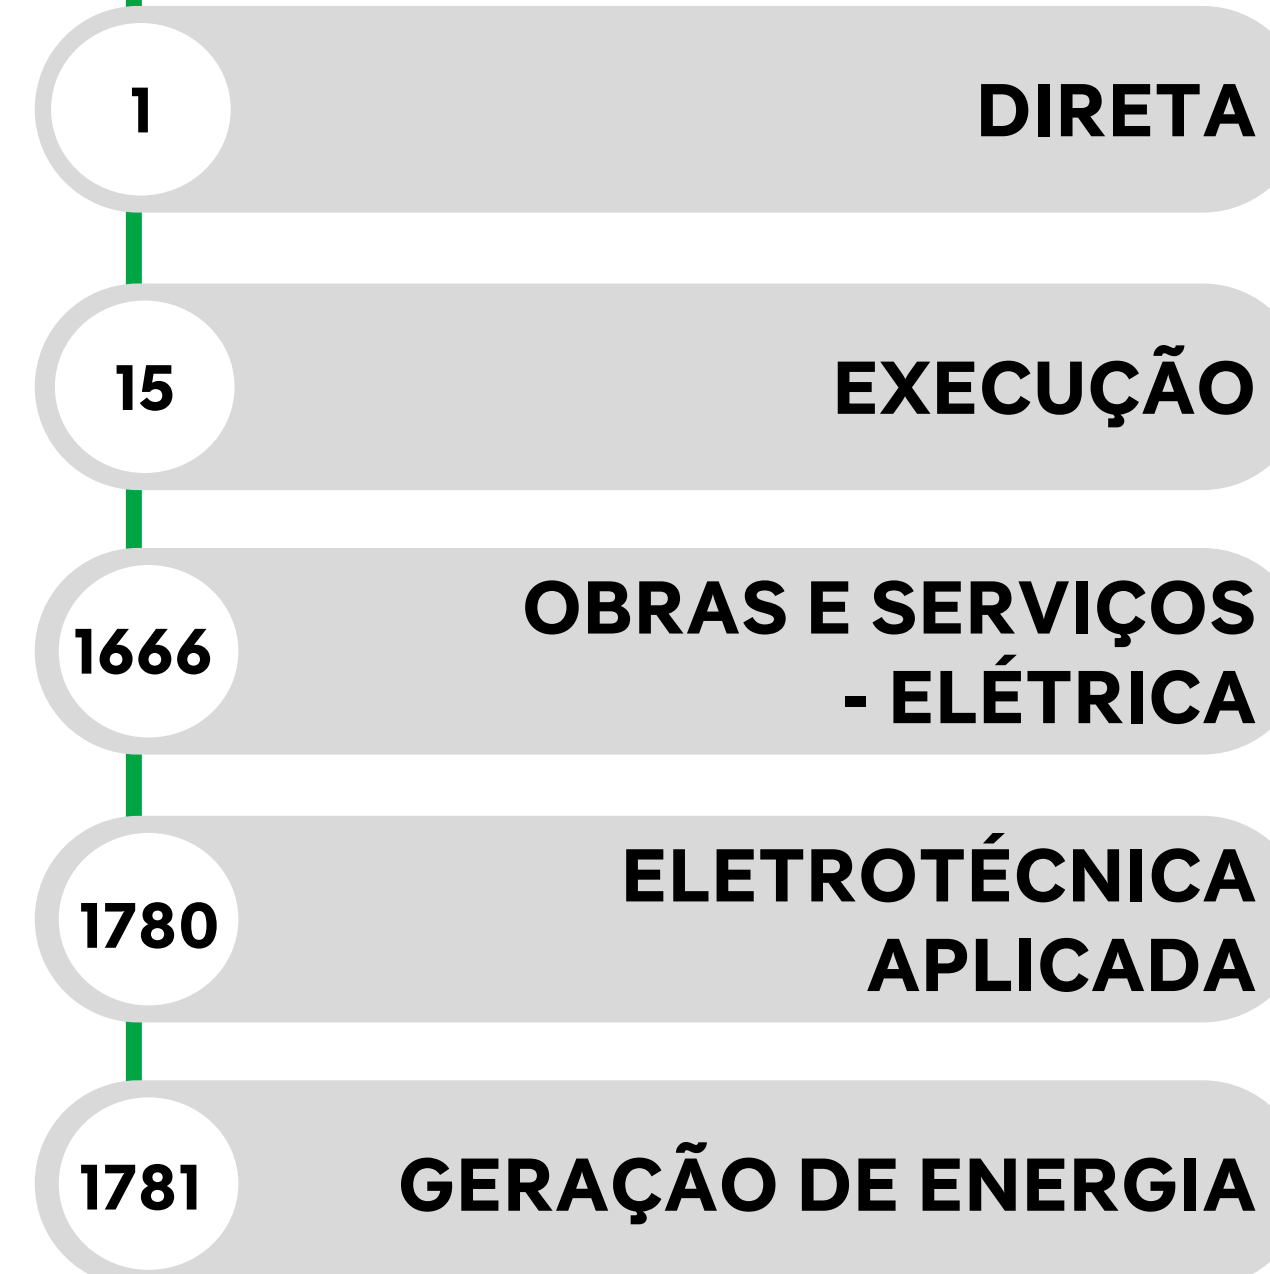 1
DIRETA
15
EXECUÇÃO
1666
OBRAS E SERVIÇOS
- ELÉTRICA
1780
ELETROTÉCNICA
APLICADA
1781
GERAÇÃO DE ENERGIA